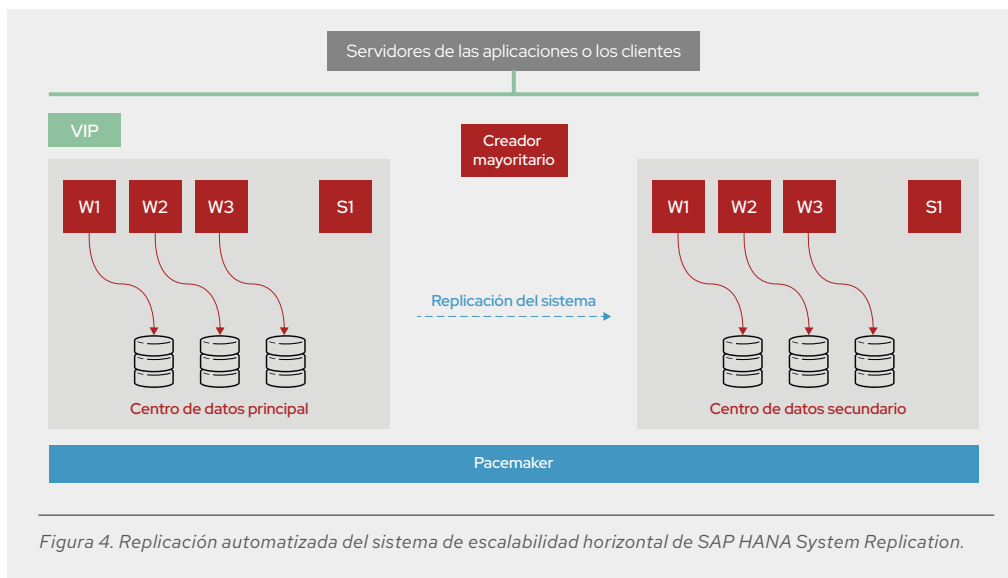 Servidores de las aplicaciones o los clientes
VIP
Creador
mayoritario
W1 W2 W3 S1
W1 W2 W3 S1
Replicación del sistema
Centro de datos principal
Centro de datos secundario
Pacemaker
Figura 4. Replicación automatizada del sistema de escalabilidad horizontal de SAP HANA System Replication.